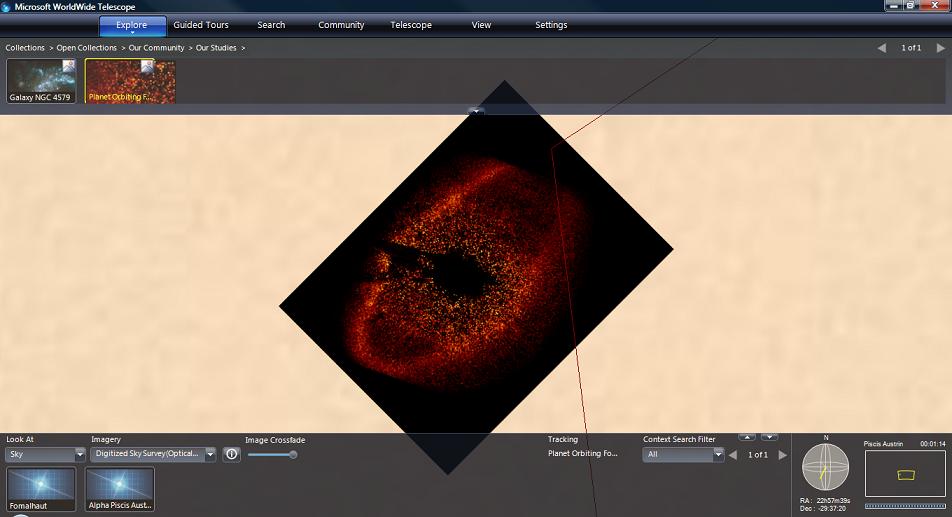 Microsoft WorldWide Telescope
Explore Guided Tours Search Community Telescope View Settings
Collections > Open Collections > Our Community > Our Studies >
1 of 1
Galaxy NGC 4579
Planet Orbiting F...
Look At
Sky
Imagery
Digitized Sky Survey(Optical...
Image Crossfade
Tracking
Planet Orbiting Fo...
Context Search Filter
All
1 of 1
Fomalhaut
Alpha Piscis Aust...
N
RA : 22h57m39s
Dec : -29:37:20
Piscis Austrin 00:01:14